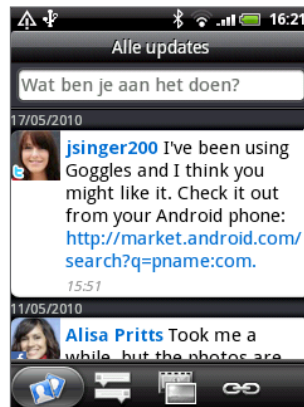 16:21
Alle updates
Wat ben je aan het doen?
17/05/2010
jsinger200 I've been using
Goggles and I think you
might like it. Check it out
from your Android phone:
http://market.android.com/
search?q=pname:com.
15:51
11/05/2010
Alisa Pritts Took me a
while, but the photos are